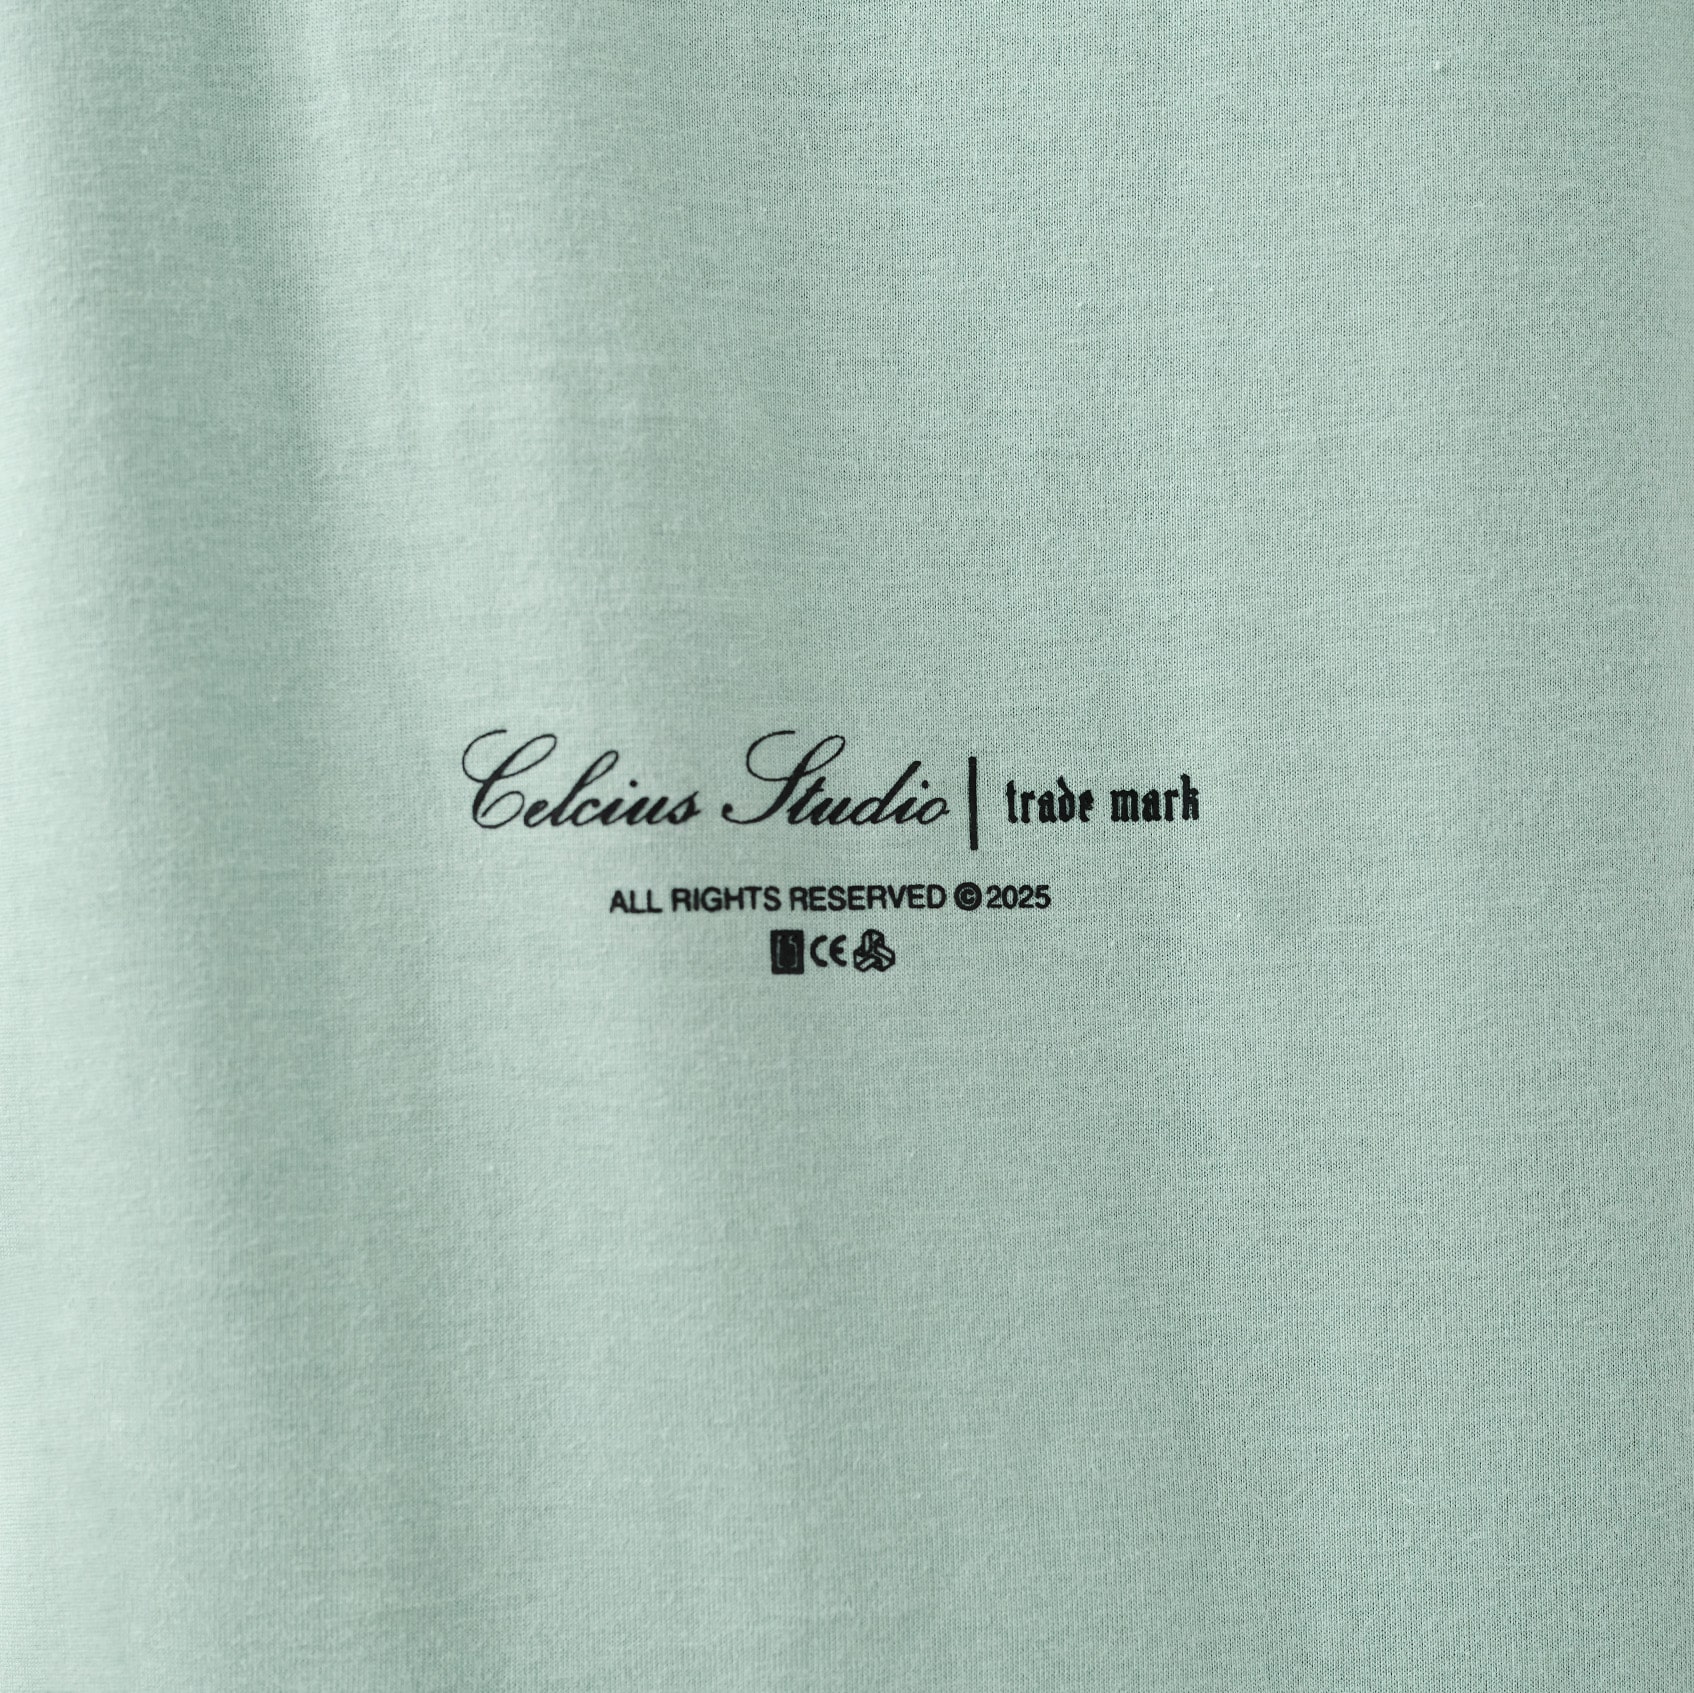 Celcius Studio | trade mark
ALL RIGHTS RESERVED © 2025
CE